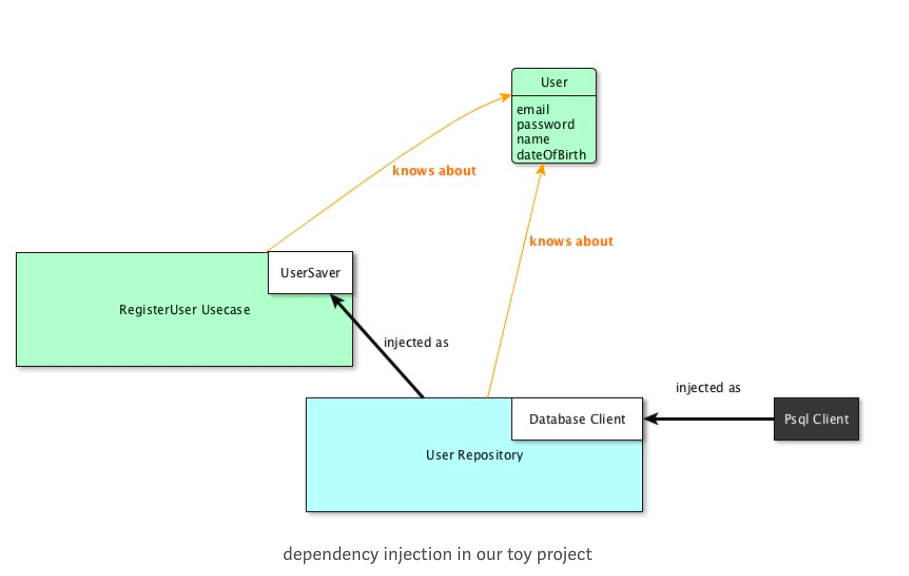 User
email
password
name
dateOfBirth
knows about
knows about
UserSaver
RegisterUser Usecase
injected as
injected as
Database Client
Psql Client
User Repository
dependency injection in our toy project